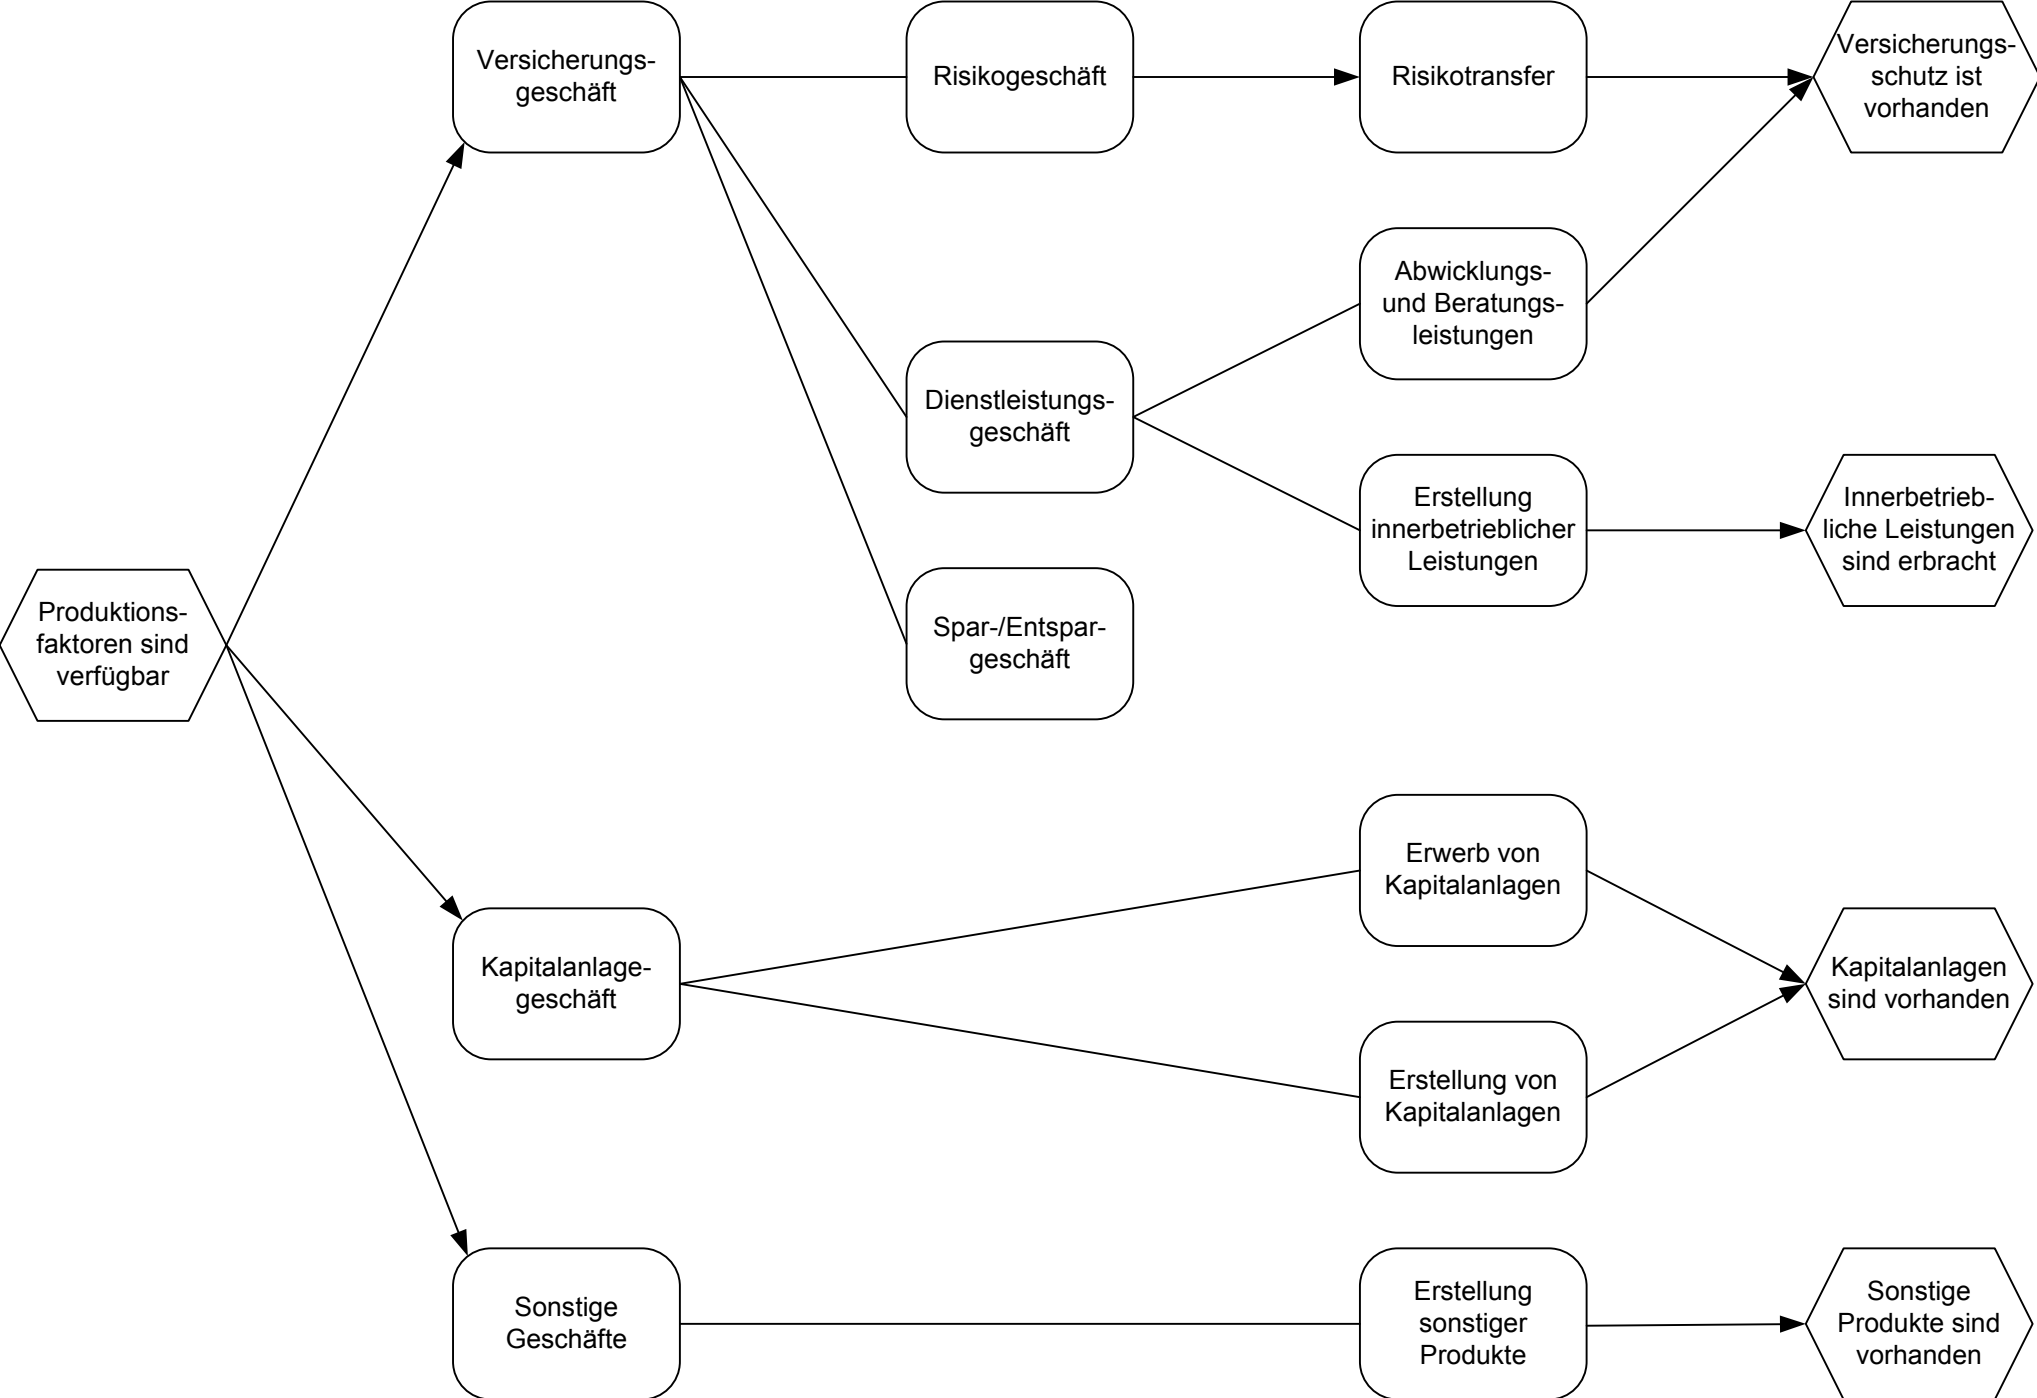 Versicherungs-
geschäft
Risikogeschäft
Risikotransfer
Versicherungs-
schutz ist
vorhanden
Abwicklungs-
und Beratungs-
leistungen
Dienstleistungs-
geschäft
Erstellung
innerbetrieblicher
Leistungen
Innerbetrieb-
liche Leistungen
sind erbracht
Produktions-
faktoren sind
verfügbar
Spar-/Entspar-
geschäft
Erwerb von
Kapitalanlagen
Kapitalanlage-
geschäft
Kapitalanlagen
sind vorhanden
Erstellung von
Kapitalanlagen
Sonstige
Geschäfte
Erstellung
sonstiger
Produkte
Sonstige
Produkte sind
vorhanden